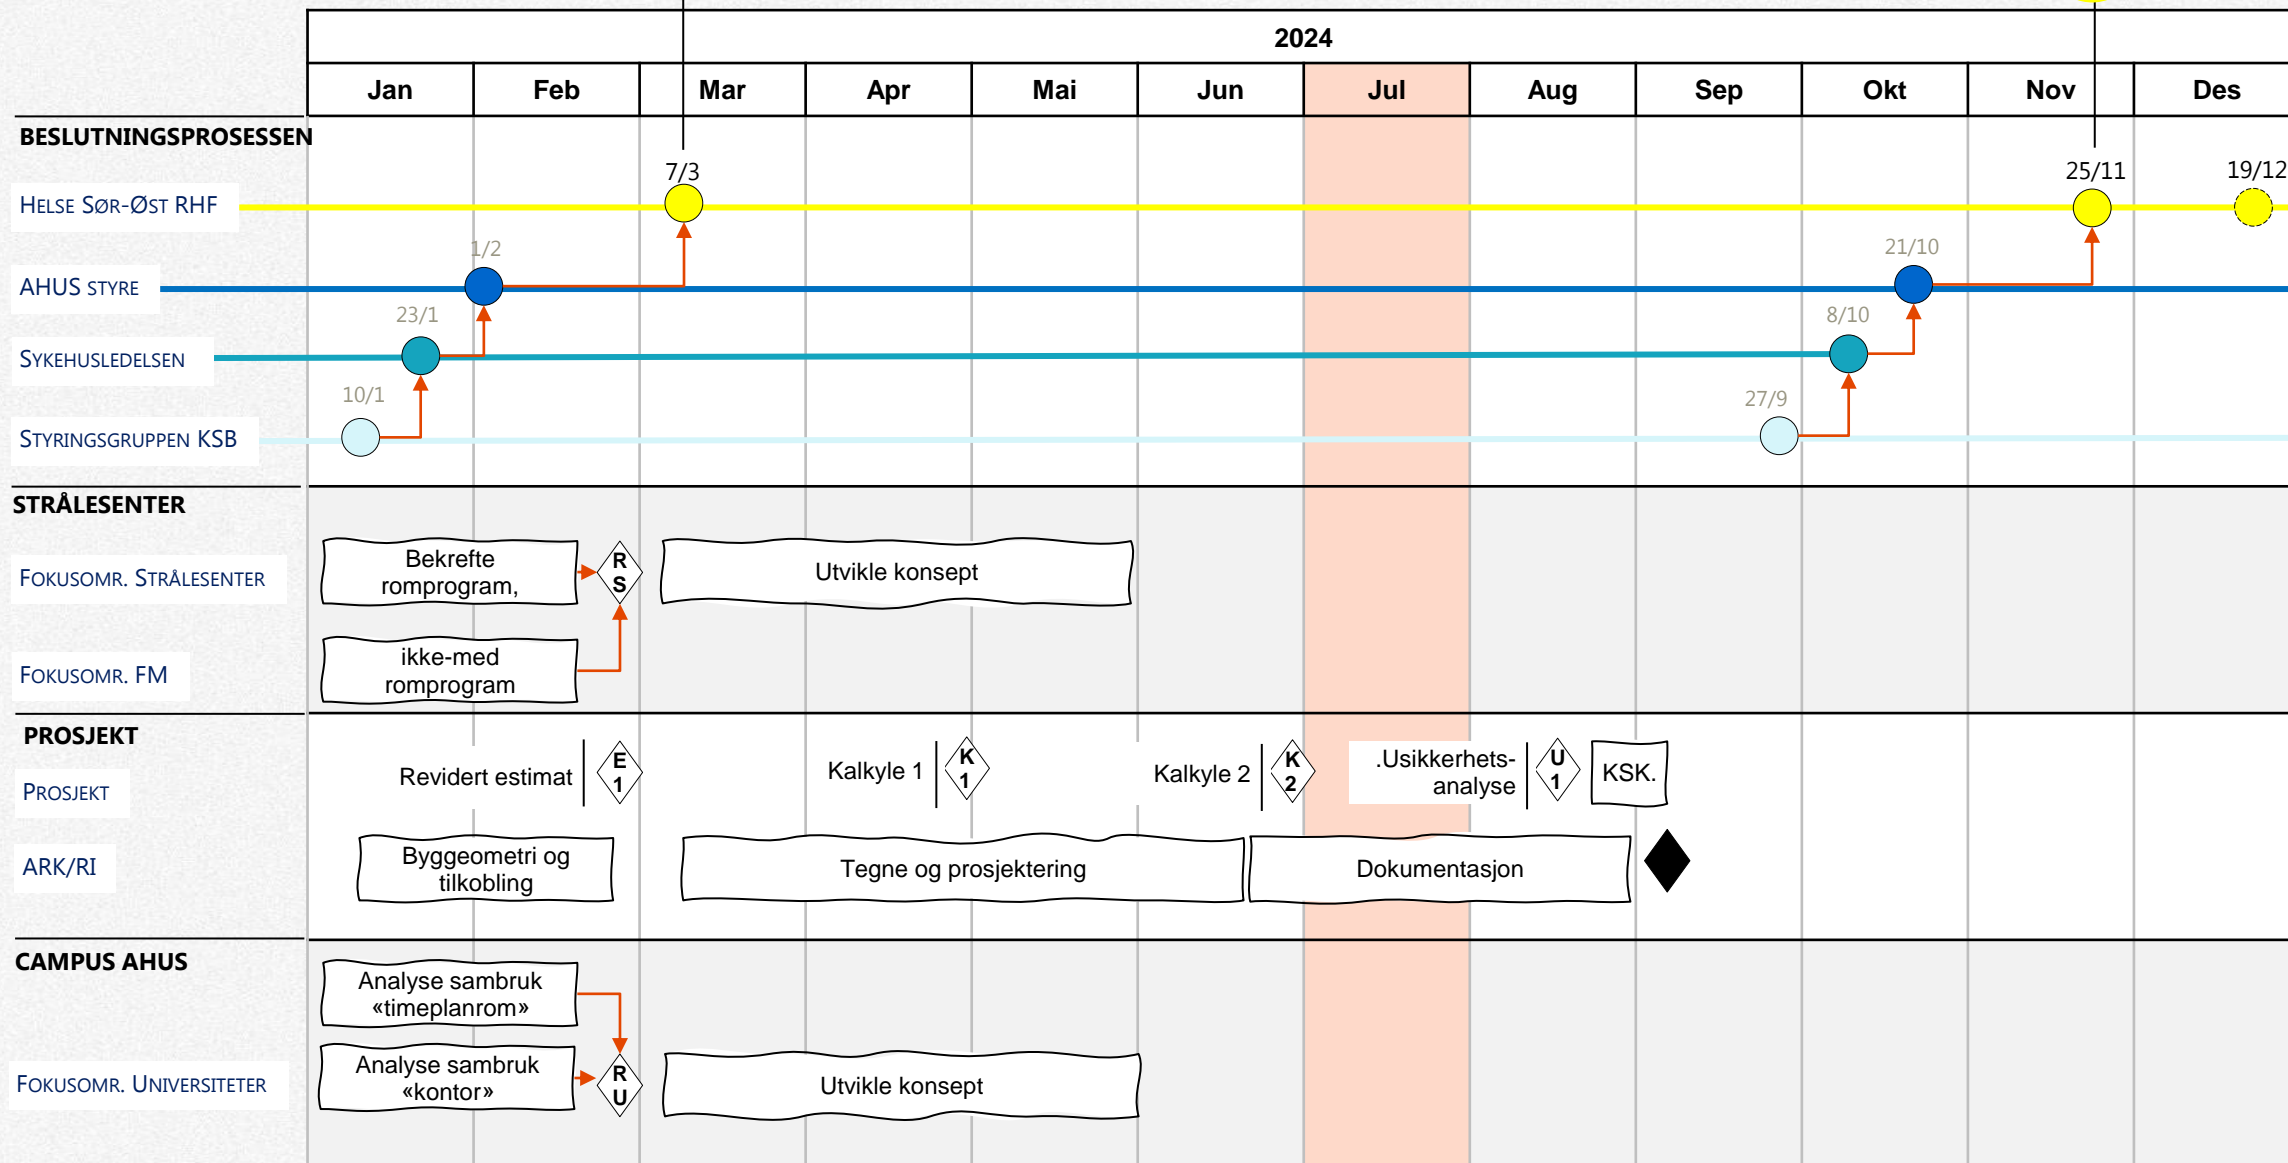 2024
Jan Feb Mar Apr Mai Jun Jul Aug Sep Okt Nov Des
BESLUTNINGSPROSESSEN
7/3 25/11 19/12
HELSE SØR-ØST RHF
1/2 21/10
AHUS STYRE
23/1 8/10
SYKEHUSLEDELSEN
10/1 27/9
STYRINGSGRUPPEN KSB
STRÅLESENTER
FOKUSOMR. STRÅLESENTER
Bekrefte
romprogram,
R
S
Utvikle konsept
FOKUSOMR. FM
ikke-med
romprogram
PROSJEKT
PROSJEKT
Revidert estimat
E
1
Kalkyle 1
K
1
Kalkyle 2
K
2
.Usikkerhets-
analyse
U
1
KSK.
ARK/RI
Byggeometri og
tilkobling
Tegne og prosjektering
Dokumentasjon
CAMPUS AHUS
Analyse sambruk
«timeplanrom»
FOKUSOMR. UNIVERSITETER
Analyse sambruk
«kontor»
R
U
Utvikle konsept